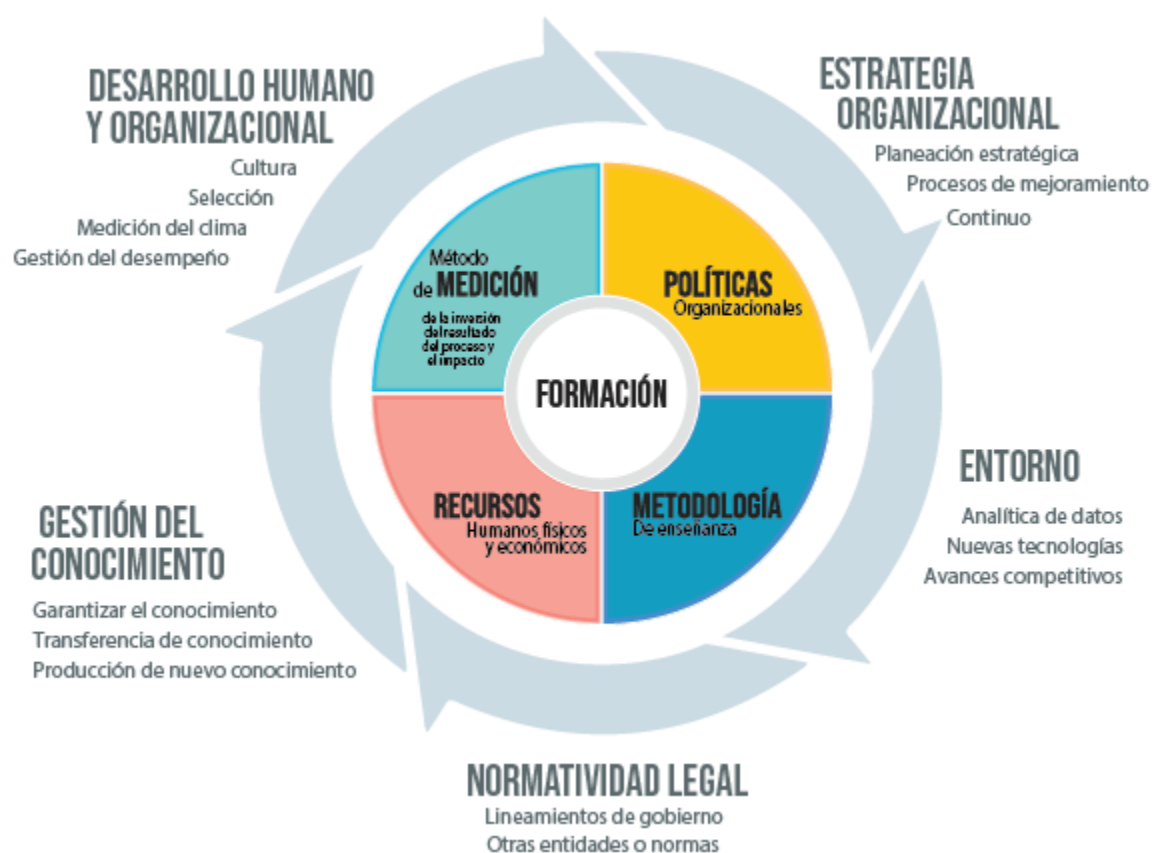 DESARROLLO HUMANO
Y ORGANIZACIONAL
Cultura
Selección
Medición del clima
Gestión del desempeño
ESTRATEGIA
ORGANIZACIONAL
Planeación estratégica
Procesos de mejoramiento
Continuo
Método
de MEDICIÓN
de la inversión
del resultado
del proceso y
el impacto
POLÍTICAS
Organizacionales
FORMACIÓN
RECURSOS
Humanos físicos
y económicos
METODOLOGÍA
De enseñanza
ENTORNO
Analítica de datos
Nuevas tecnologías
Avances competitivos
GESTIÓN DEL
CONOCIMIENTO
Garantizar el conocimiento
Transferencia de conocimiento
Producción de nuevo conocimiento
NORMATIVIDAD LEGAL
Lineamientos de gobierno
Otras entidades o normas